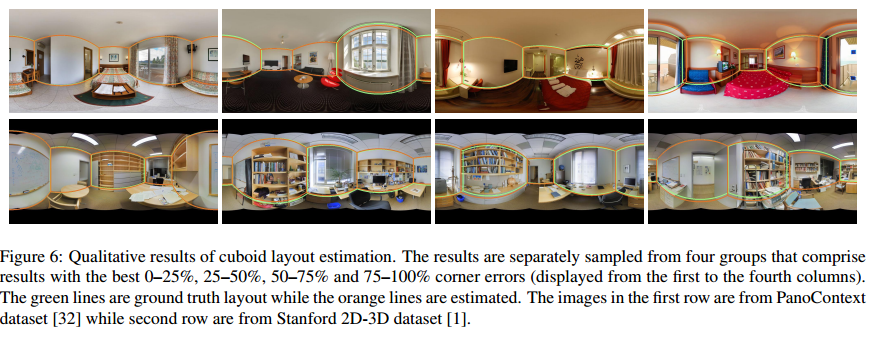 Figure 6: Qualitative results of cuboid layout estimation. The results are separately sampled from four groups that comprise
results with the best 0–25%, 25–50%, 50–75% and 75–100% corner errors (displayed from the first to the fourth columns).
The green lines are ground truth layout while the orange lines are estimated. The images in the first row are from PanoContext
dataset [32] while second row are from Stanford 2D-3D dataset [1].